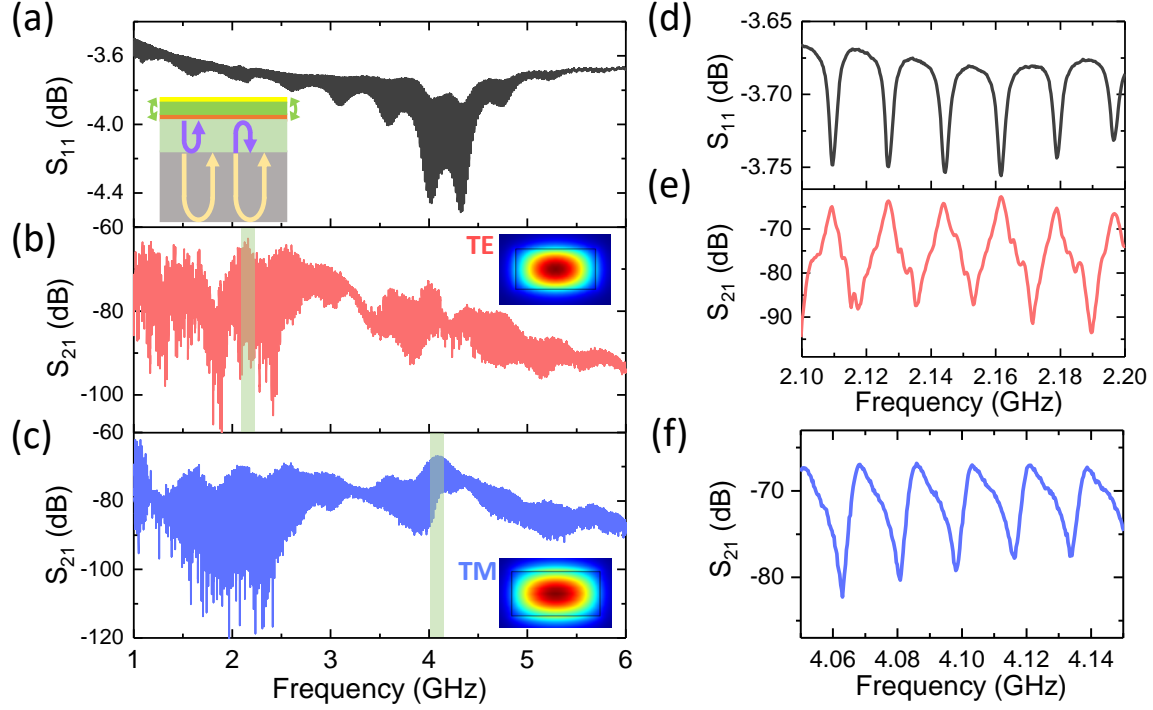 (a)
-3.6
-4.0
-4.4
S11 (dB)
(b)
-60
-80
-100
S21 (dB)
TE
(c)
-60
-80
-100
-120
S21 (dB)
TM
1 2 3 4 5 6
Frequency (GHz)
(d)
-3.65
-3.70
-3.75
S11 (dB)
(e)
-70
-80
-90
S21 (dB)
2.10 2.12 2.14 2.16 2.18 2.20
Frequency (GHz)
(f)
-70
-80
S21 (dB)
4.06 4.08 4.10 4.12 4.14
Frequency (GHz)